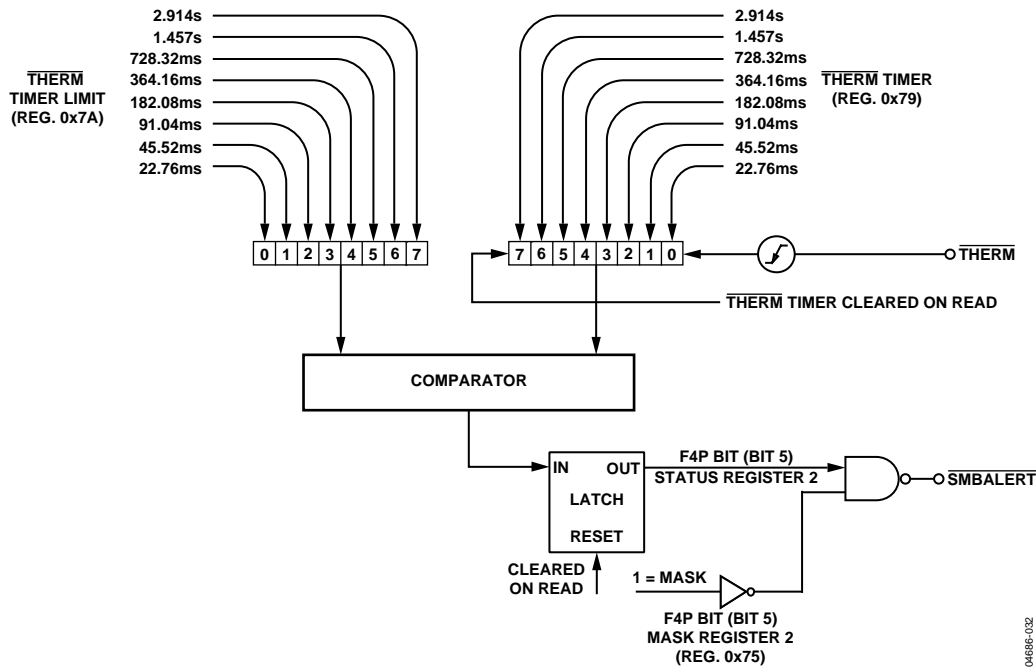 2.914s
1.457s
728.32ms
364.16ms
182.08ms
91.04ms
45.52ms
22.76ms
THERM
TIMER LIMIT
(REG. 0x7A)
2.914s
1.457s
728.32ms
364.16ms
182.08ms
91.04ms
45.52ms
22.76ms
THERM TIMER
(REG. 0x79)
0 1 2 3 4 5 6 7
7 6 5 4 3 2 1 0
THERM
THERM TIMER CLEARED ON READ
COMPARATOR
IN OUT
LATCH
RESET
F4P BIT (BIT 5)
STATUS REGISTER 2
SMBALERT
CLEARED
ON READ
1 = MASK
F4P BIT (BIT 5)
MASK REGISTER 2
(REG. 0x75)
04686-032